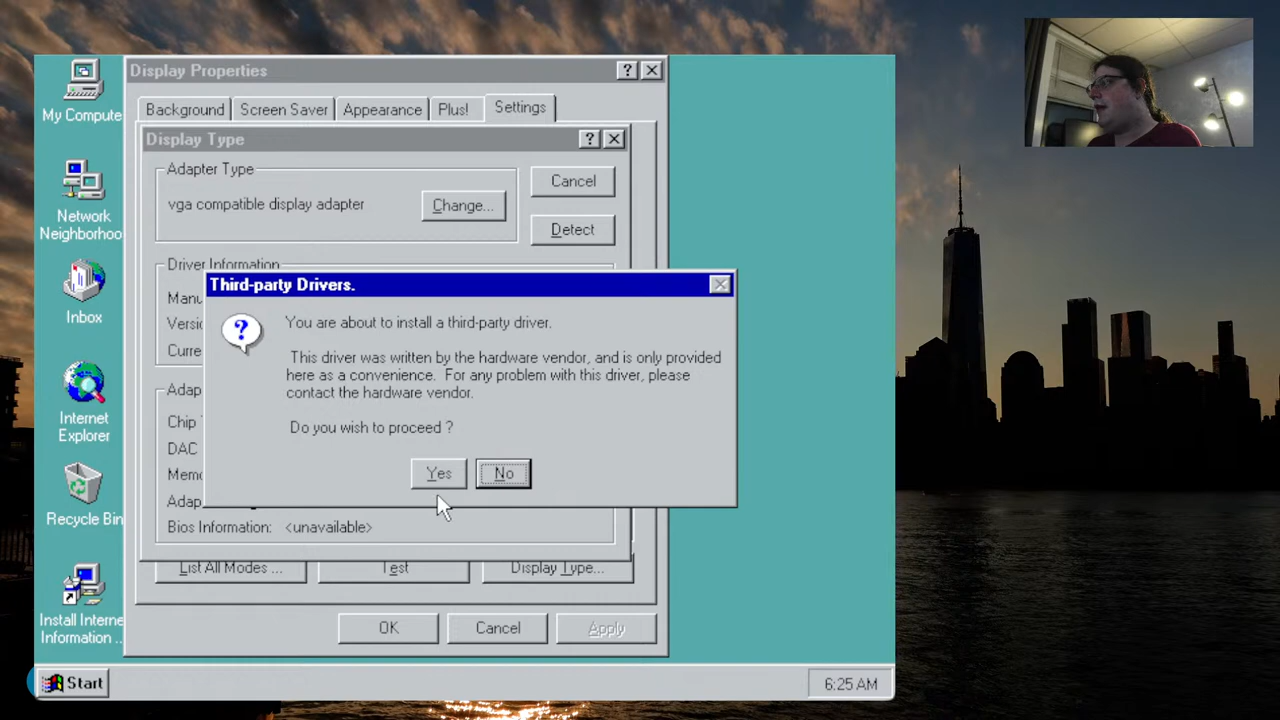 My Compute
Network
Neighborhoo
Inbox
Internet
Explorer
Recycle Bin
Install Interne
Information ..
Display Properties
Background
Screen Saver
Appearance
Plus!
Settings
Display Type
Adapter Type
vga compatible display adapter
Change...
Cancel
Detect
Driver Information
Manu
Versio
Curre
Adap
Chip
DAC
Memo
Adap
Bios Information: <unavailable>
Third-party Drivers.
You are about to install a third-party driver.
This driver was written by the hardware vendor, and is only provided
here as a convenience. For any problem with this driver, please
contact the hardware vendor.
Do you wish to proceed ?
Yes
No
List All Modes ...
Test
Display Type...
OK
Cancel
Apply
Start
6:25 AM